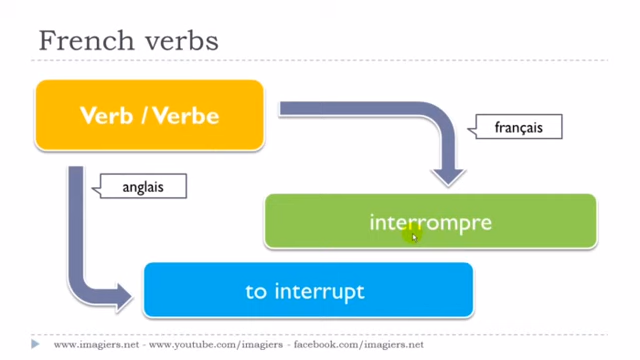 French verbs
Verb / Verbe
français
anglais
interrompre
to interrupt
www.imagiers.net - www.youtube.com/imagiers - facebook.com/imagiers.net